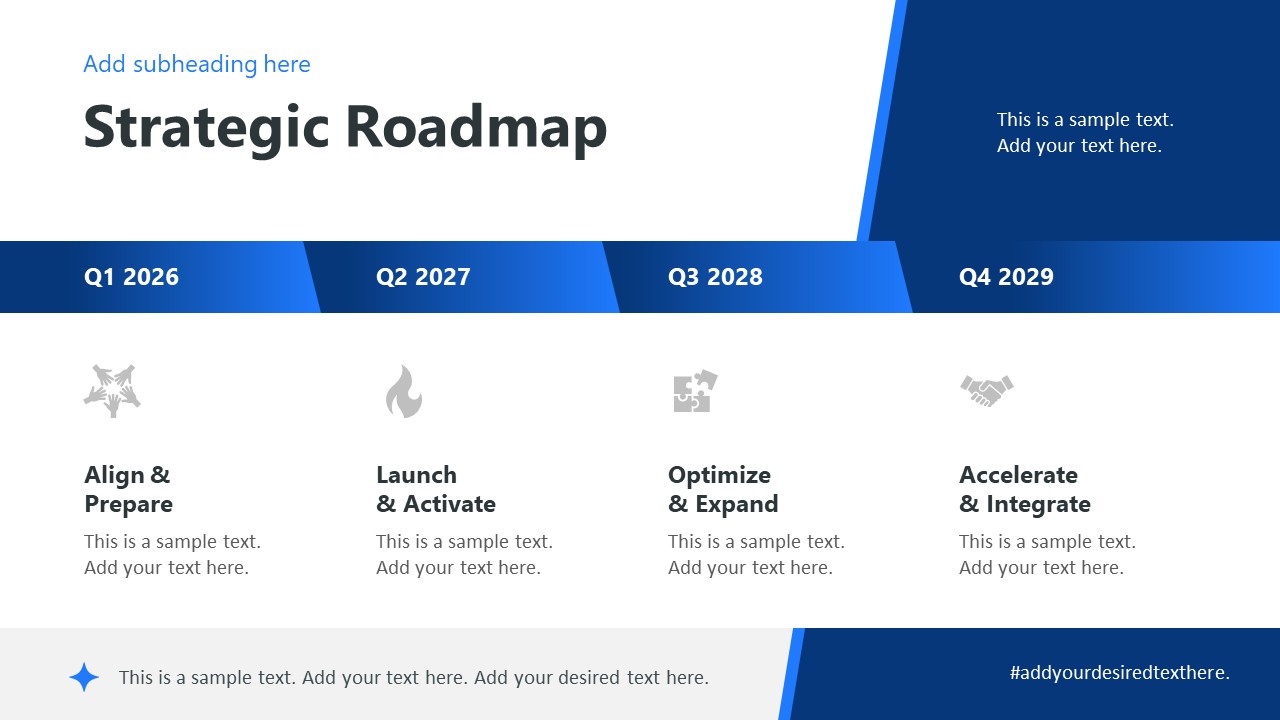 Add subheading here
Strategic Roadmap
This is a sample text.
Add your text here.
Q1 2026
Q2 2027
Q3 2028
Q4 2029
Align &
Prepare
This is a sample text.
Add your text here.
Launch
& Activate
This is a sample text.
Add your text here.
Optimize
& Expand
This is a sample text.
Add your text here.
Accelerate
& Integrate
This is a sample text.
Add your text here.
This is a sample text. Add your text here. Add your desired text here.
#addyourdesiredtexthere.